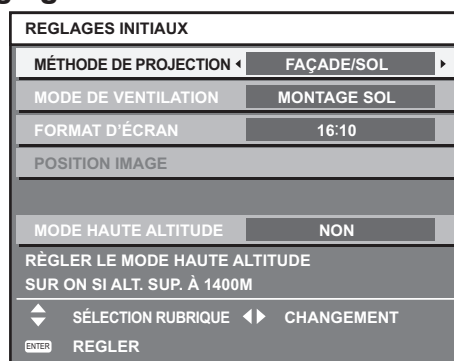 REGLAGES INITIAUX
MÉTHODE DE PROJECTION FAÇADE/SOL
MODE DE VENTILATION MONTAGE SOL
FORMAT D'ÉCRAN 16:10
POSITION IMAGE
MODE HAUTE ALTITUDE NON
RÈGLER LE MODE HAUTE ALTITUDE
SUR ON SI ALT. SUP. À 1400M
SÉLECTION RUBRIQUE CHANGEMENT
ENTER REGLER